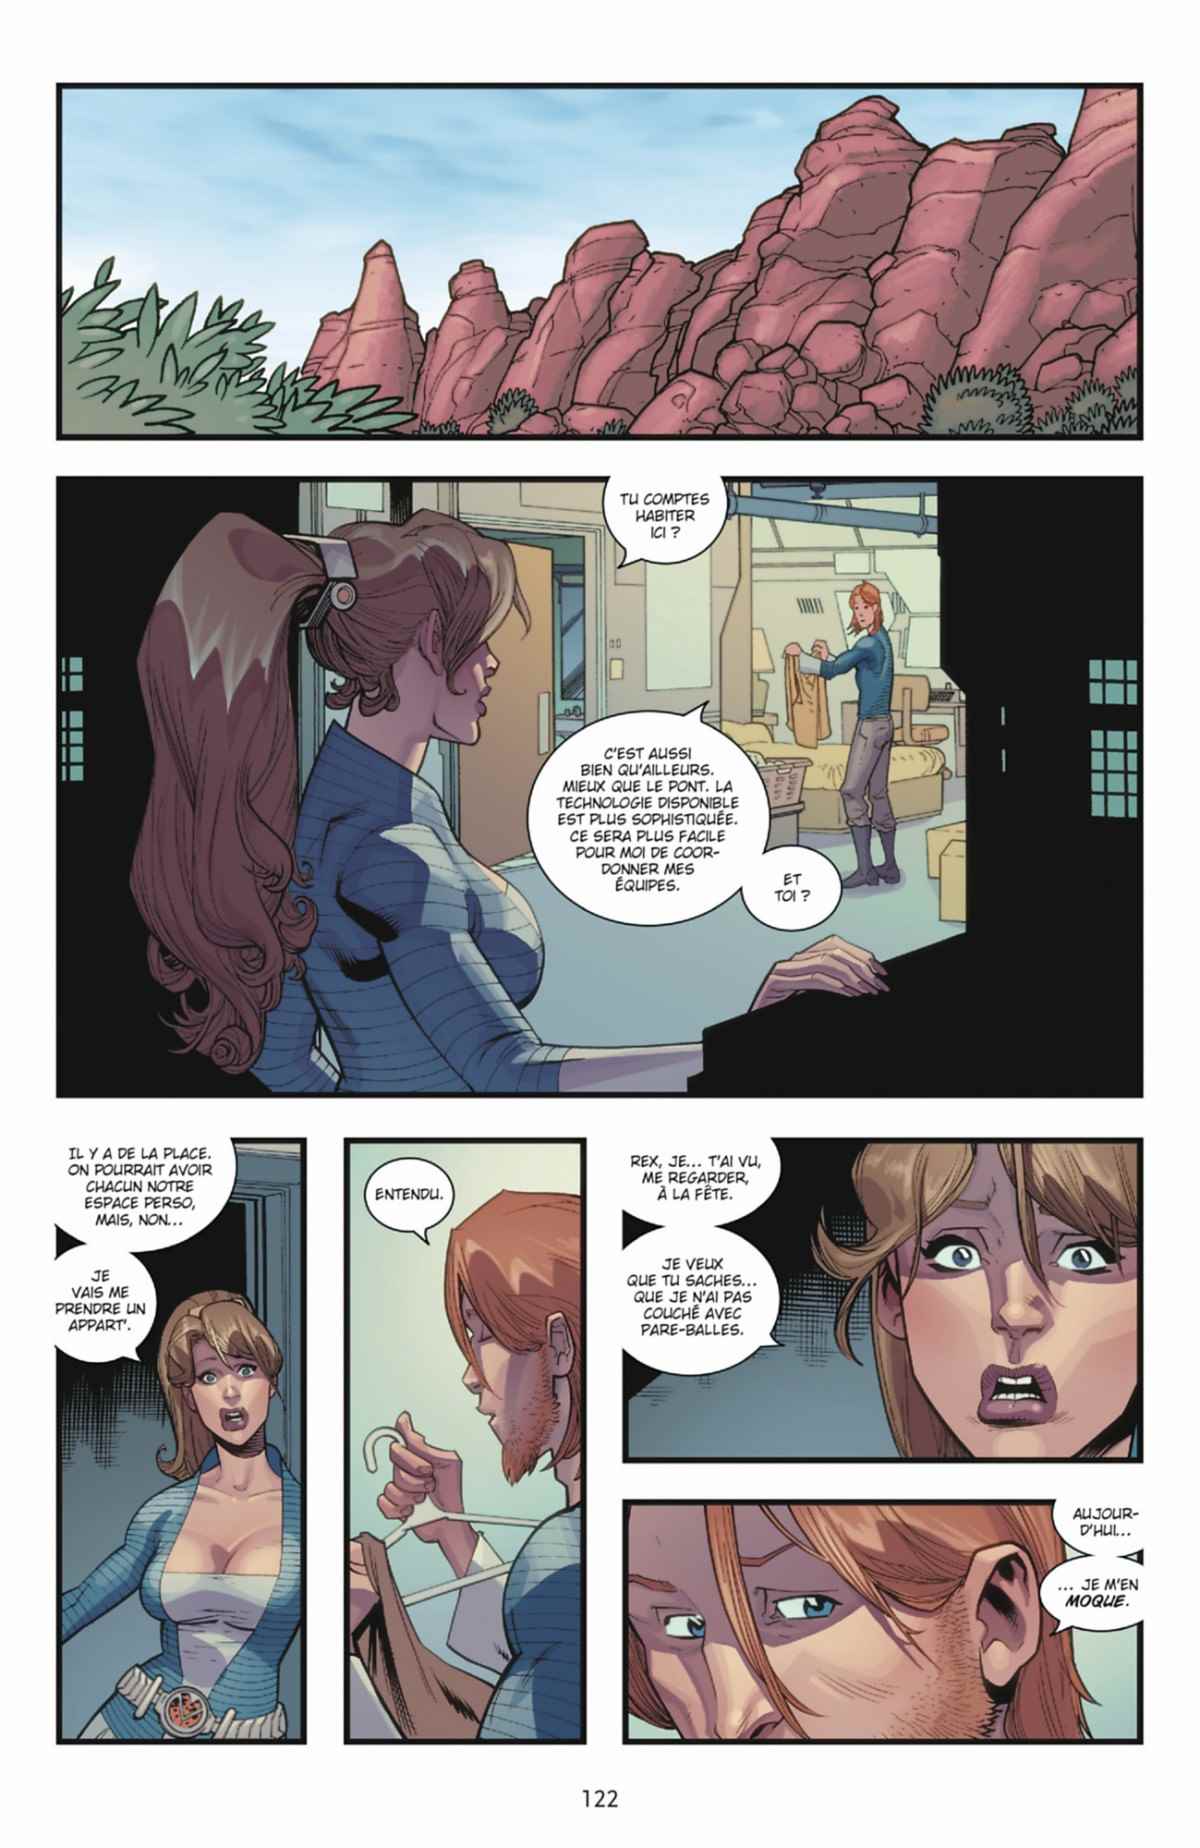 TU COMPTES
HABITER
ICI ?
C'EST AUSSI
BIEN QU'AILLEURS.
MIEUX QUE LE PONT. LA
TECHNOLOGIE DISPONIBLE
EST PLUS SOPHISTIQUÉE.
CE SERA PLUS FACILE
POUR MOI DE COOR-
DONNER MES
ÉQUIPES.
ET
TOI ?
IL Y A DE LA PLACE.
ON POURRAIT AVOIR
CHACUN NOTRE
ESPACE PERSO,
MAIS, NON...
JE
VAIS ME
PRENDRE UN
APPART'.
ENTENDU.
REX, JE... T'AI VU,
ME REGARDER,
À LA FÊTE.
JE VEUX
QUE TU SACHES...
QUE JE N'AI PAS
COUCHÉ AVEC
PARE-BALLES.
AUJOUR-
D'HUI...
... JE M'EN
MOQUE.
122